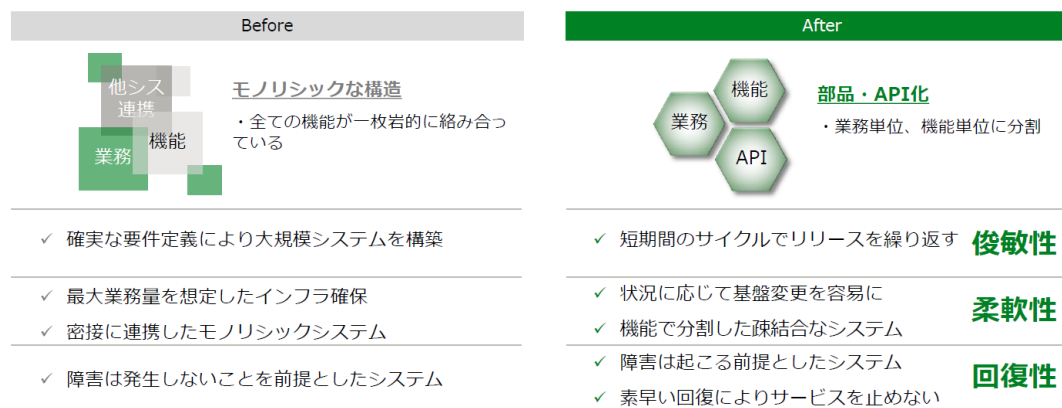 Before
他シス
連携
機能
業務
モノリシックな構造
・全ての機能が一枚岩的に絡み合っ
ている
✓ 確実な要件定義により大規模システムを構築
✓ 最大業務量を想定したインフラ確保
✓ 密接に連携したモノリシックシステム
✓ 障害は発生しないことを前提としたシステム
After
機能
業務
API
部品・API化
・業務単位、機能単位に分割
✓ 短期間のサイクルでリリースを繰り返す 俊敏性
✓ 状況に応じて基盤変更を容易に
✓ 機能で分割した疎結合なシステム
柔軟性
✓ 障害は起こる前提としたシステム
✓ 素早い回復によりサービスを止めない
回復性